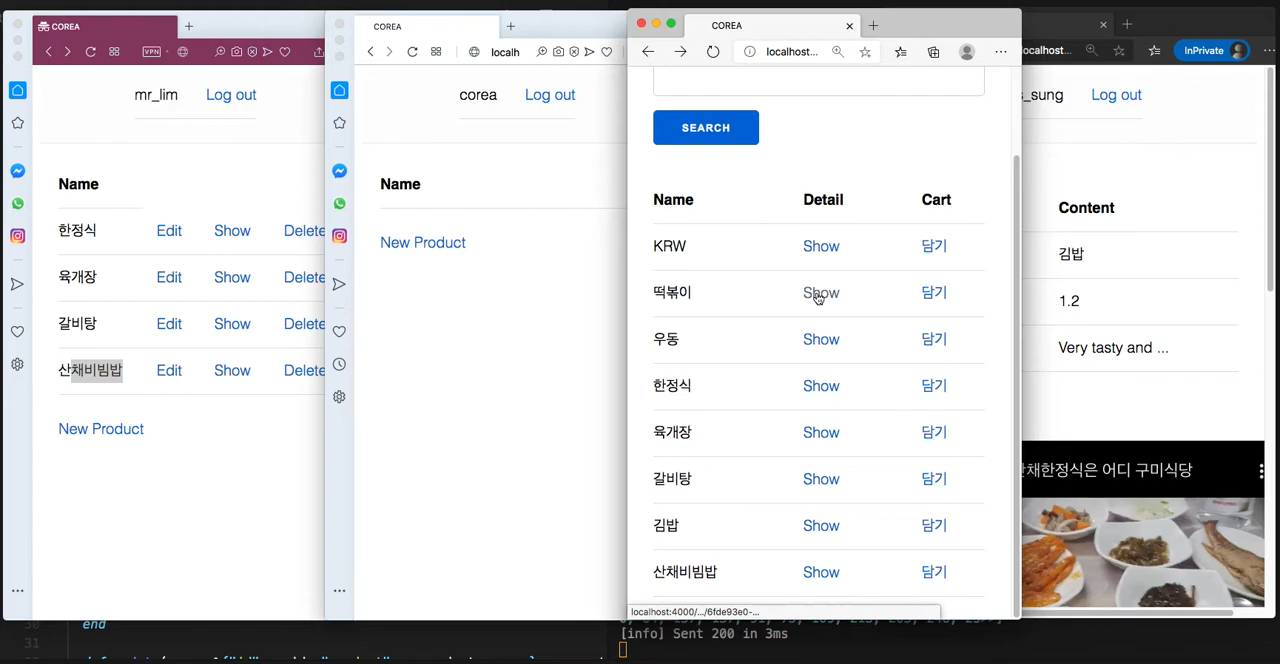 COREA
VPN
mr_lim Log out
Name
한정식 Edit Show Delete
육개장 Edit Show Delete
갈비탕 Edit Show Delete
산채비빔밥 Edit Show Delete
New Product
COREA
localh
corea Log out
Name
New Product
COREA
localhost...
SEARCH
Name Detail Cart
KRW Show 담기
떡볶이 Show 담기
우동 Show 담기
한정식 Show 담기
육개장 Show 담기
갈비탕 Show 담기
김밥 Show 담기
산채비빔밥 Show 담기
localhost:4000/.../6fde93e0-...
ocalhost... InPrivate
s_sung Log out
Content
김밥
1.2
Very tasty and ...
한정식은 어디 구미식당
end
31
[info] Sent 200 in 3ms